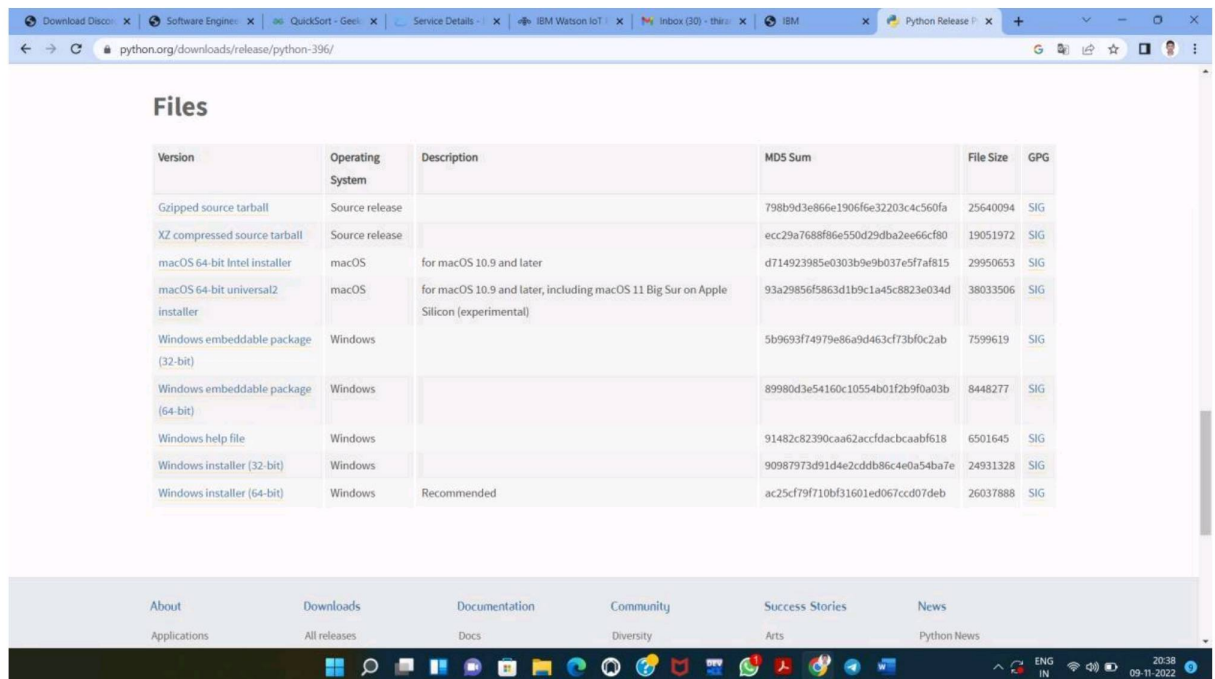 Download Discon
Software Enginee
QuickSort - Geek
Service Details - I
IBM Watson IoT
Inbox (30) - thira
IBM
Python Release P
python.org/downloads/release/python-396/
Files
Version Operating System Description MD5 Sum File Size GPG
Gzipped source tarball Source release 798b9d3e866e1906f6e32203c4c560fa 25640094 SIG
XZ compressed source tarball Source release ecc29a7688f86e550d29dba2ee66cf80 19051972 SIG
macOS 64-bit Intel installer macOS for macOS 10.9 and later d714923985e0303b9e9b037e5f7af815 29950653 SIG
macOS 64-bit universal2 installer macOS for macOS 10.9 and later, including macOS 11 Big Sur on Apple Silicon (experimental) 93a29856f5863d1b9c1a45c8823e034d 38033506 SIG
Windows embeddable package (32-bit) Windows 5b9693f74979e86a9d463cf73bf0c2ab 7599619 SIG
Windows embeddable package (64-bit) Windows 89980d3e54160c10554b01f2b9f0a03b 8448277 SIG
Windows help file Windows 91482c82390caa62accfdacbcaabf618 6501645 SIG
Windows installer (32-bit) Windows 90987973d91d4e2cddb86c4e0a54ba7e 24931328 SIG
Windows installer (64-bit) Windows Recommended ac25cf79f710bf31601ed067ccd07deb 26037888 SIG
About Downloads Documentation Community Success Stories News
Applications All releases Docs Diversity Arts Python News
ENG
IN
20:38
09-11-2022